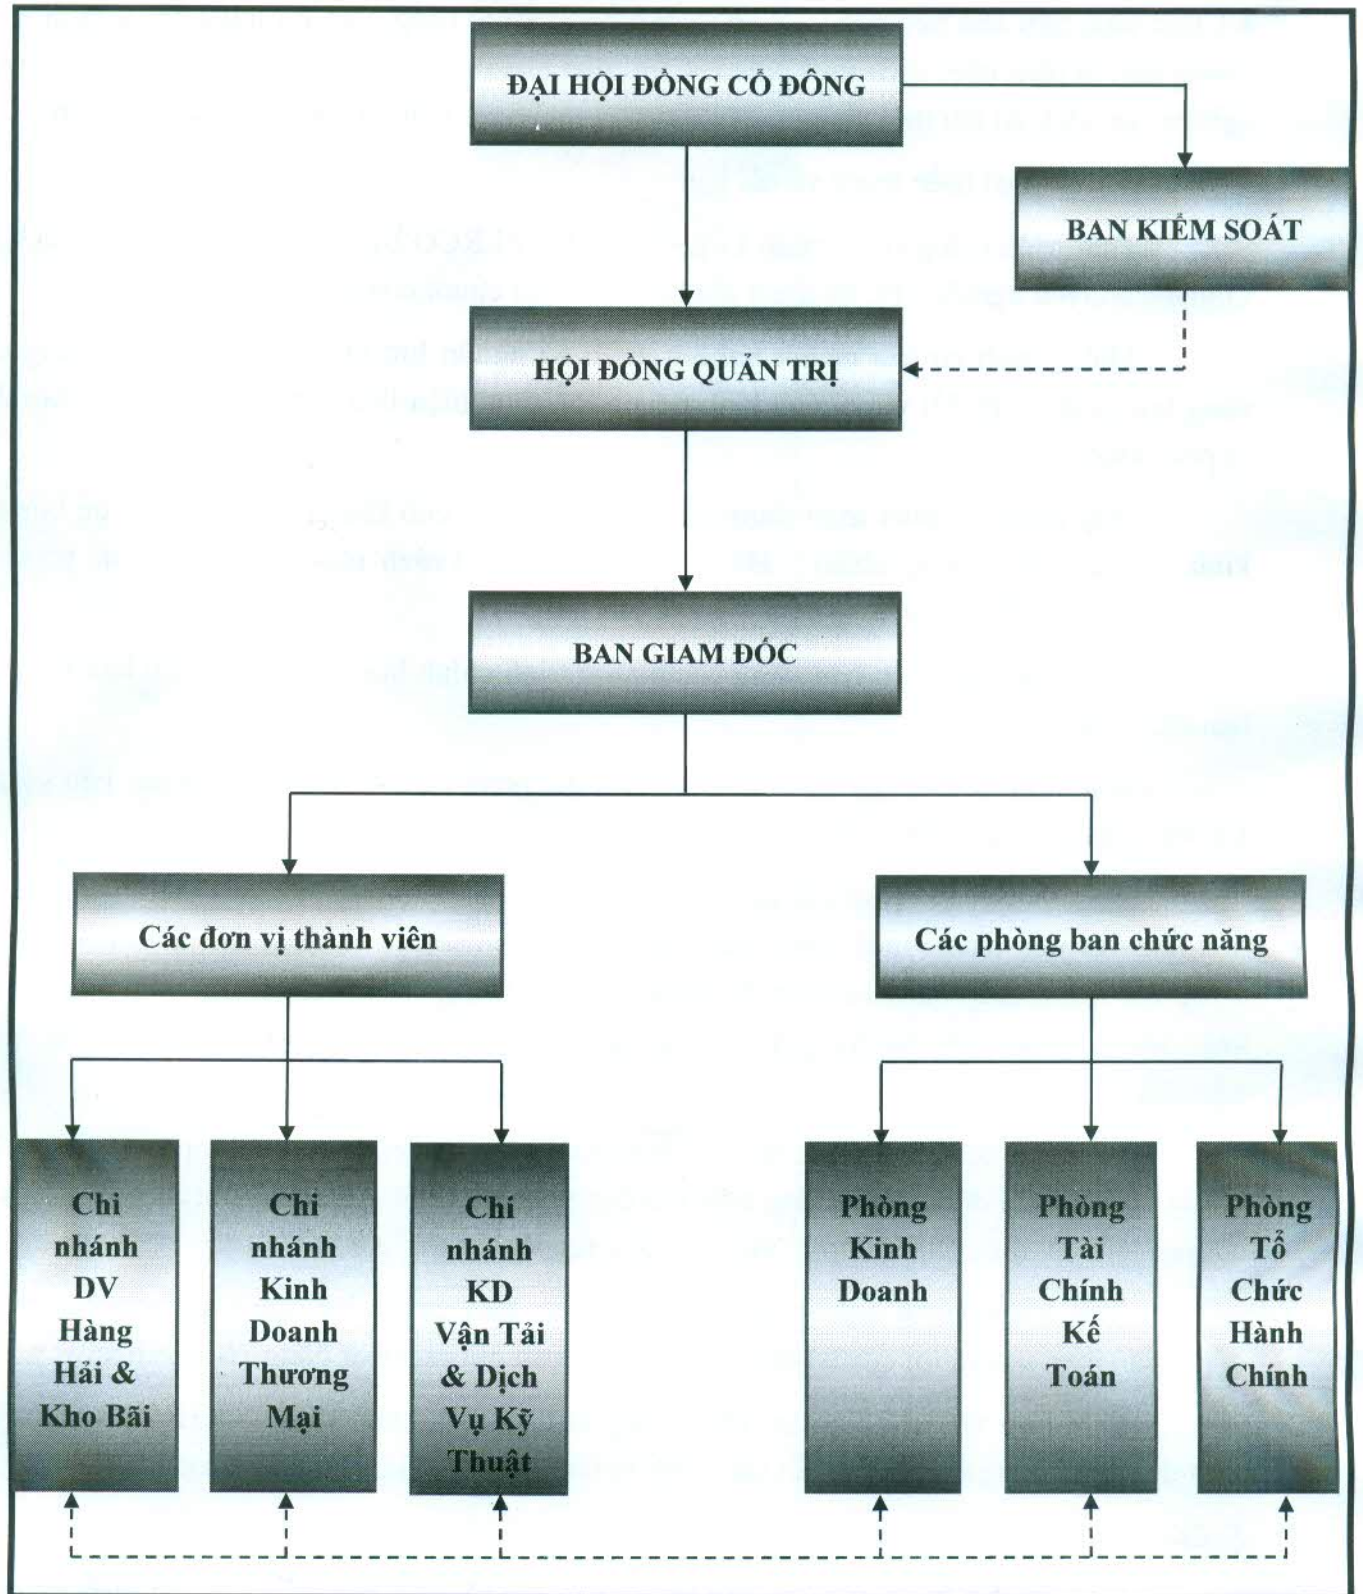 ĐẠI HỘI ĐỒNG CỔ ĐÔNG
BAN KIỂM SOÁT
HỘI ĐỒNG QUẢN TRỊ
BAN GIAM ĐỐC
Các đơn vị thành viên
Các phòng ban chức năng
Chi
nhánh
DV
Hàng
Hải &
Kho Bãi
Chi
nhánh
Kinh
Doanh
Thương
Mại
Chi
nhánh
KD
Vận Tải
& Dịch
Vụ Kỹ
Thuật
Phòng
Kinh
Doanh
Phòng
Tài
Chính
Kế
Toán
Phòng
Tổ
Chức
Hành
Chính